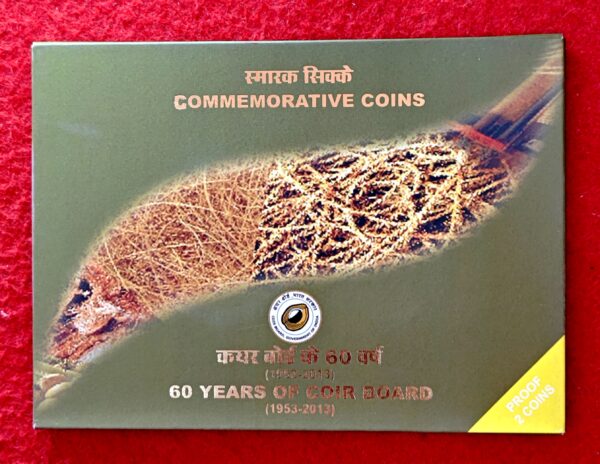 स्मारक सिक्के
COMMEMORATIVE COINS
कयर बोर्ड के 60 वर्ष
(1953-2013)
60 YEARS OF COIR BOARD
(1953-2013)
PROOF
2 COINS